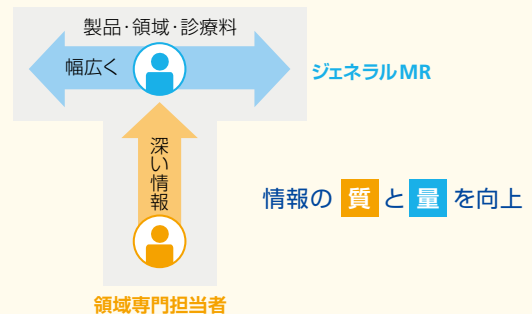 製品･領域･診療料
幅広く
ジェネラルMR
深い情報
情報の 質 と 量 を向上
領域専門担当者